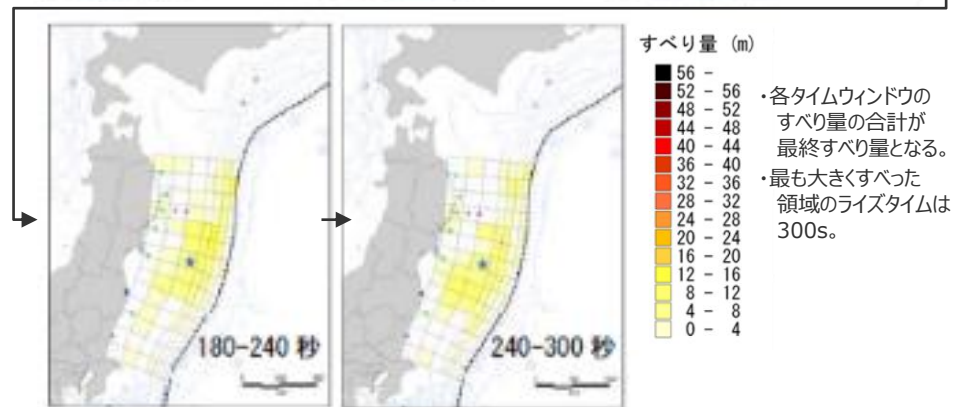 180-240 秒
240-300 秒
すべり量 (m)
56 -
52 - 56
48 - 52
44 - 48
40 - 44
36 - 40
32 - 36
28 - 32
24 - 28
20 - 24
16 - 20
12 - 16
8 - 12
4 - 8
0 - 4
・各タイムウィンドウの
すべり量の合計が
最終すべり量となる。
・最も大きくすべった
領域のライズタイムは
300s。